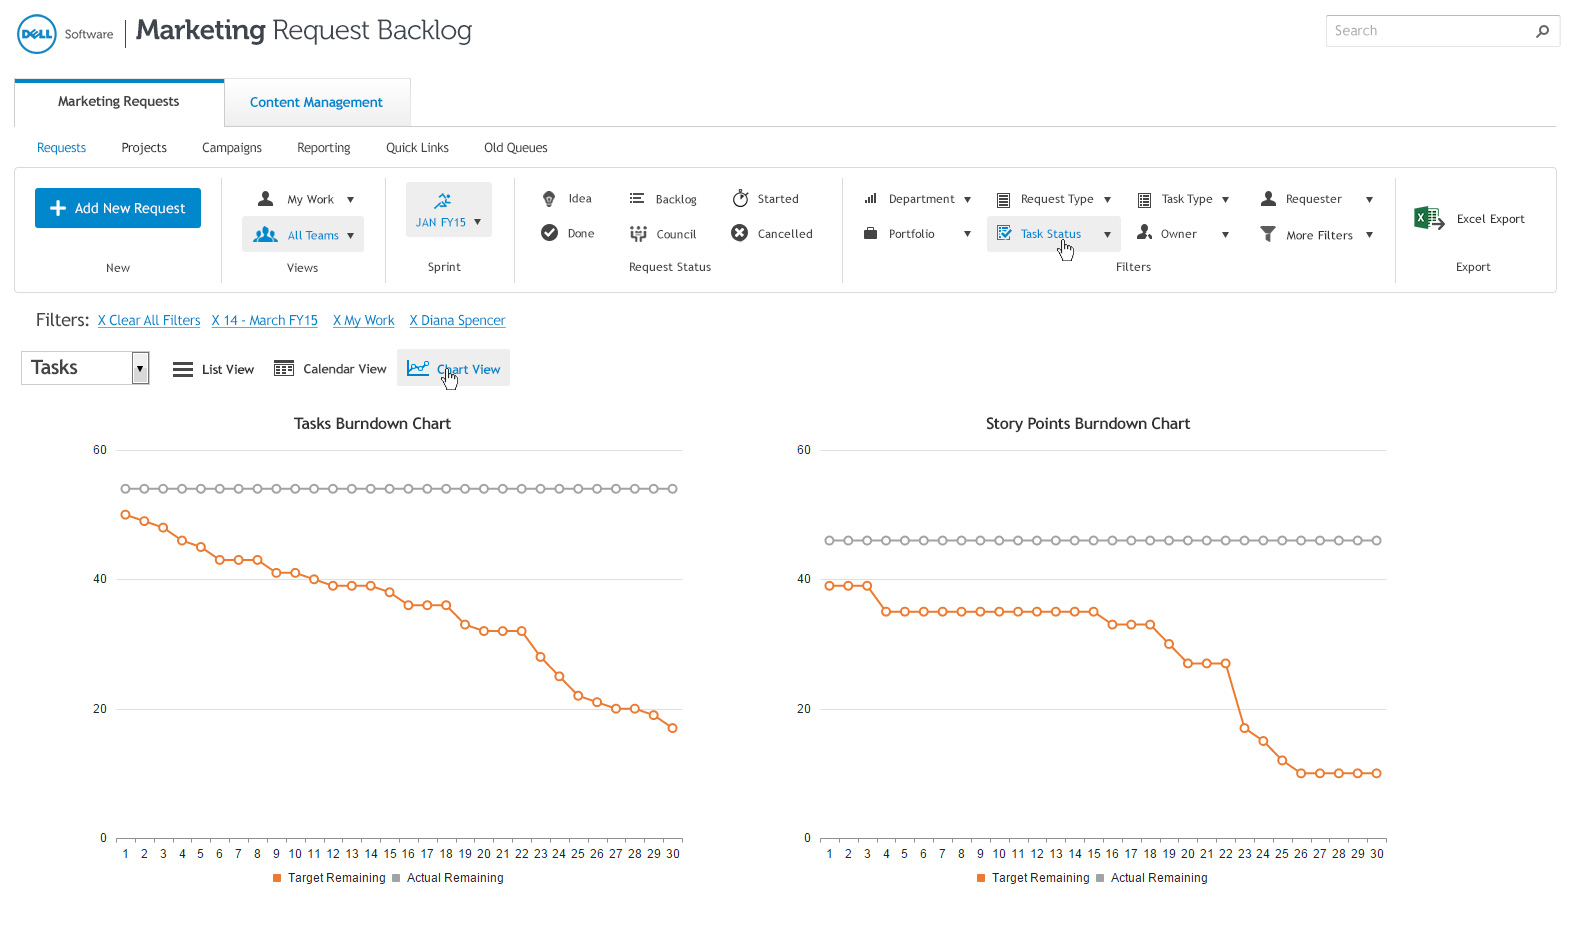 DELL Software | Marketing Request Backlog
Search
Marketing Requests Content Management
Requests Projects Campaigns Reporting Quick Links Old Queues
Add New Request
New
My Work
All Teams
Views
JAN FY15
Sprint
Idea Backlog Started
Done Council Cancelled
Request Status
Department Request Type Task Type Requester
Portfolio Task Status Owner More Filters
Filters
Excel Export
Export
Filters: X Clear All Filters X 14 - March FY15 X My Work X Diana Spencer
Tasks List View Calendar View Chart View
Tasks Burndown Chart
60
40
20
0
1 2 3 4 5 6 7 8 9 10 11 12 13 14 15 16 17 18 19 20 21 22 23 24 25 26 27 28 29 30
Target Remaining Actual Remaining
Story Points Burndown Chart
60
40
20
0
1 2 3 4 5 6 7 8 9 10 11 12 13 14 15 16 17 18 19 20 21 22 23 24 25 26 27 28 29 30
Target Remaining Actual Remaining